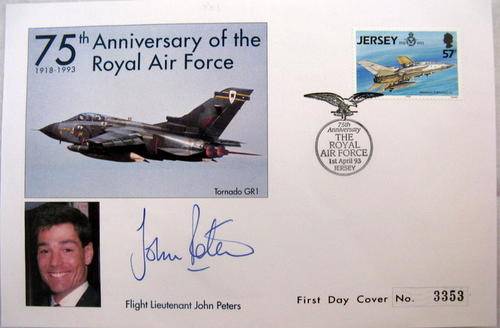 75th Anniversary of the
1918-1993 Royal Air Force
Tornado GR1
JERSEY
57p
75th
Anniversary
THE
ROYAL
AIR FORCE
1st April 93
JERSEY
John Peters
Flight Lieutenant John Peters
First Day Cover No. 3353